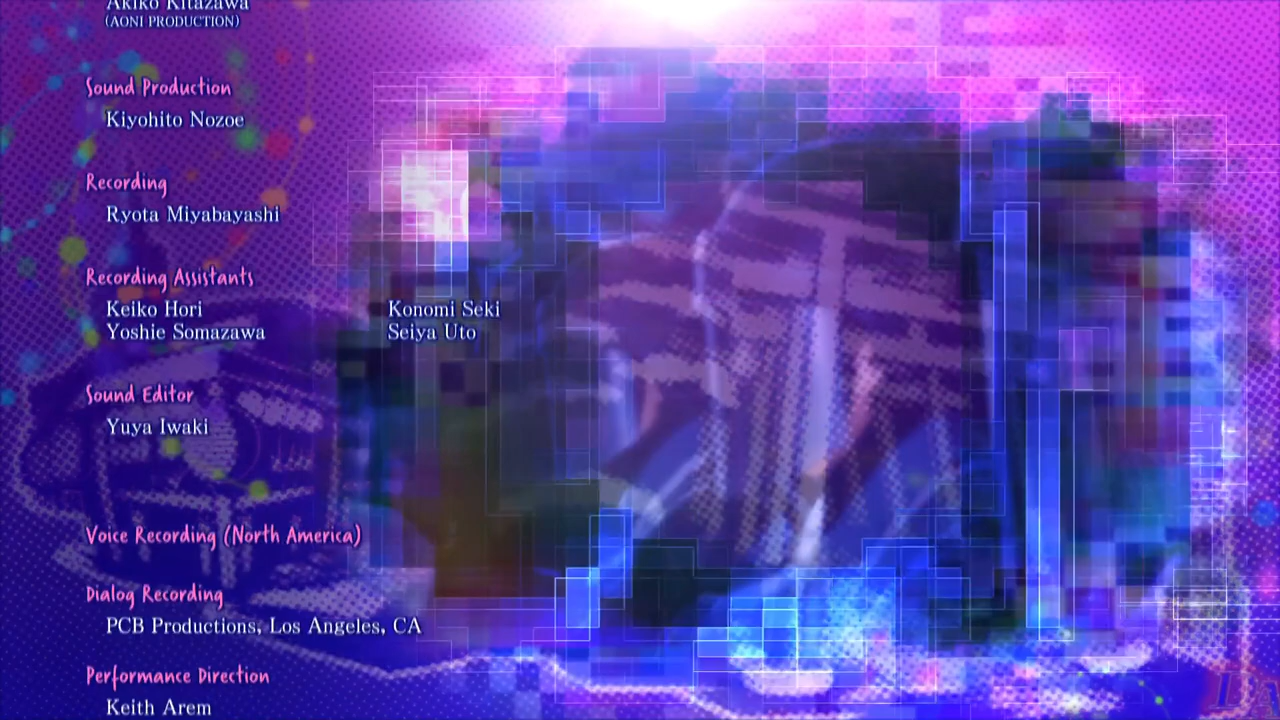 Akiko Kitazawa
(AONI PRODUCTION)
Sound Production
Kiyohito Nozoe
Recording
Ryota Miyabayashi
Recording Assistants
Keiko Hori Konomi Seki
Yoshie Somazawa Seiya Uto
Sound Editor
Yuya Iwaki
Voice Recording (North America)
Dialog Recording
PCB Productions, Los Angeles, CA
Performance Direction
Keith Arem